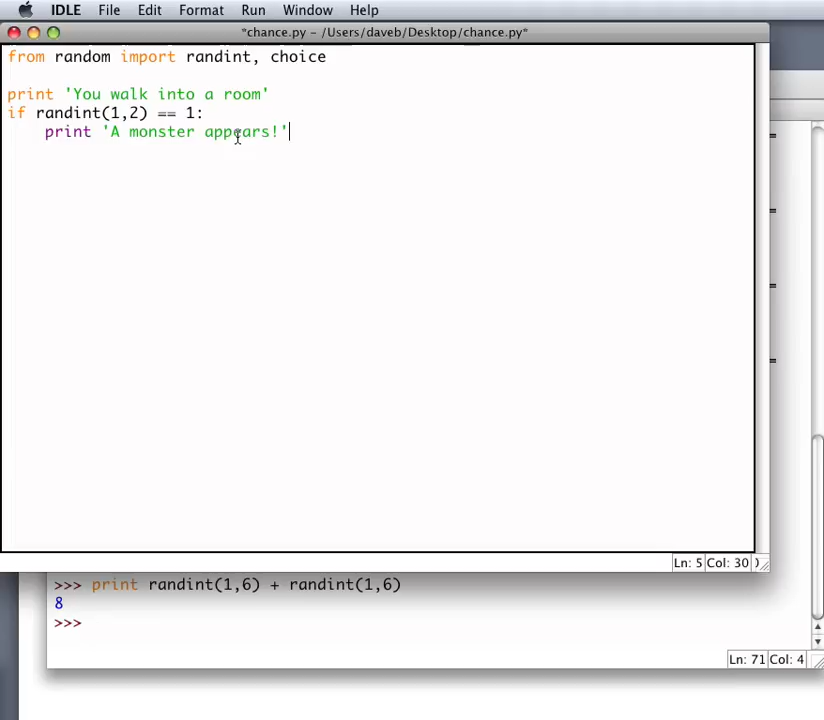 IDLE File Edit Format Run Window Help
*chance.py – /Users/daveb/Desktop/chance.py*
from random import randint, choice
print 'You walk into a room'
if randint(1,2) == 1:
    print 'A monster appears!'
Ln: 5 Col: 30
>>> print randint(1,6) + randint(1,6)
8
>>>
Ln: 71 Col: 4